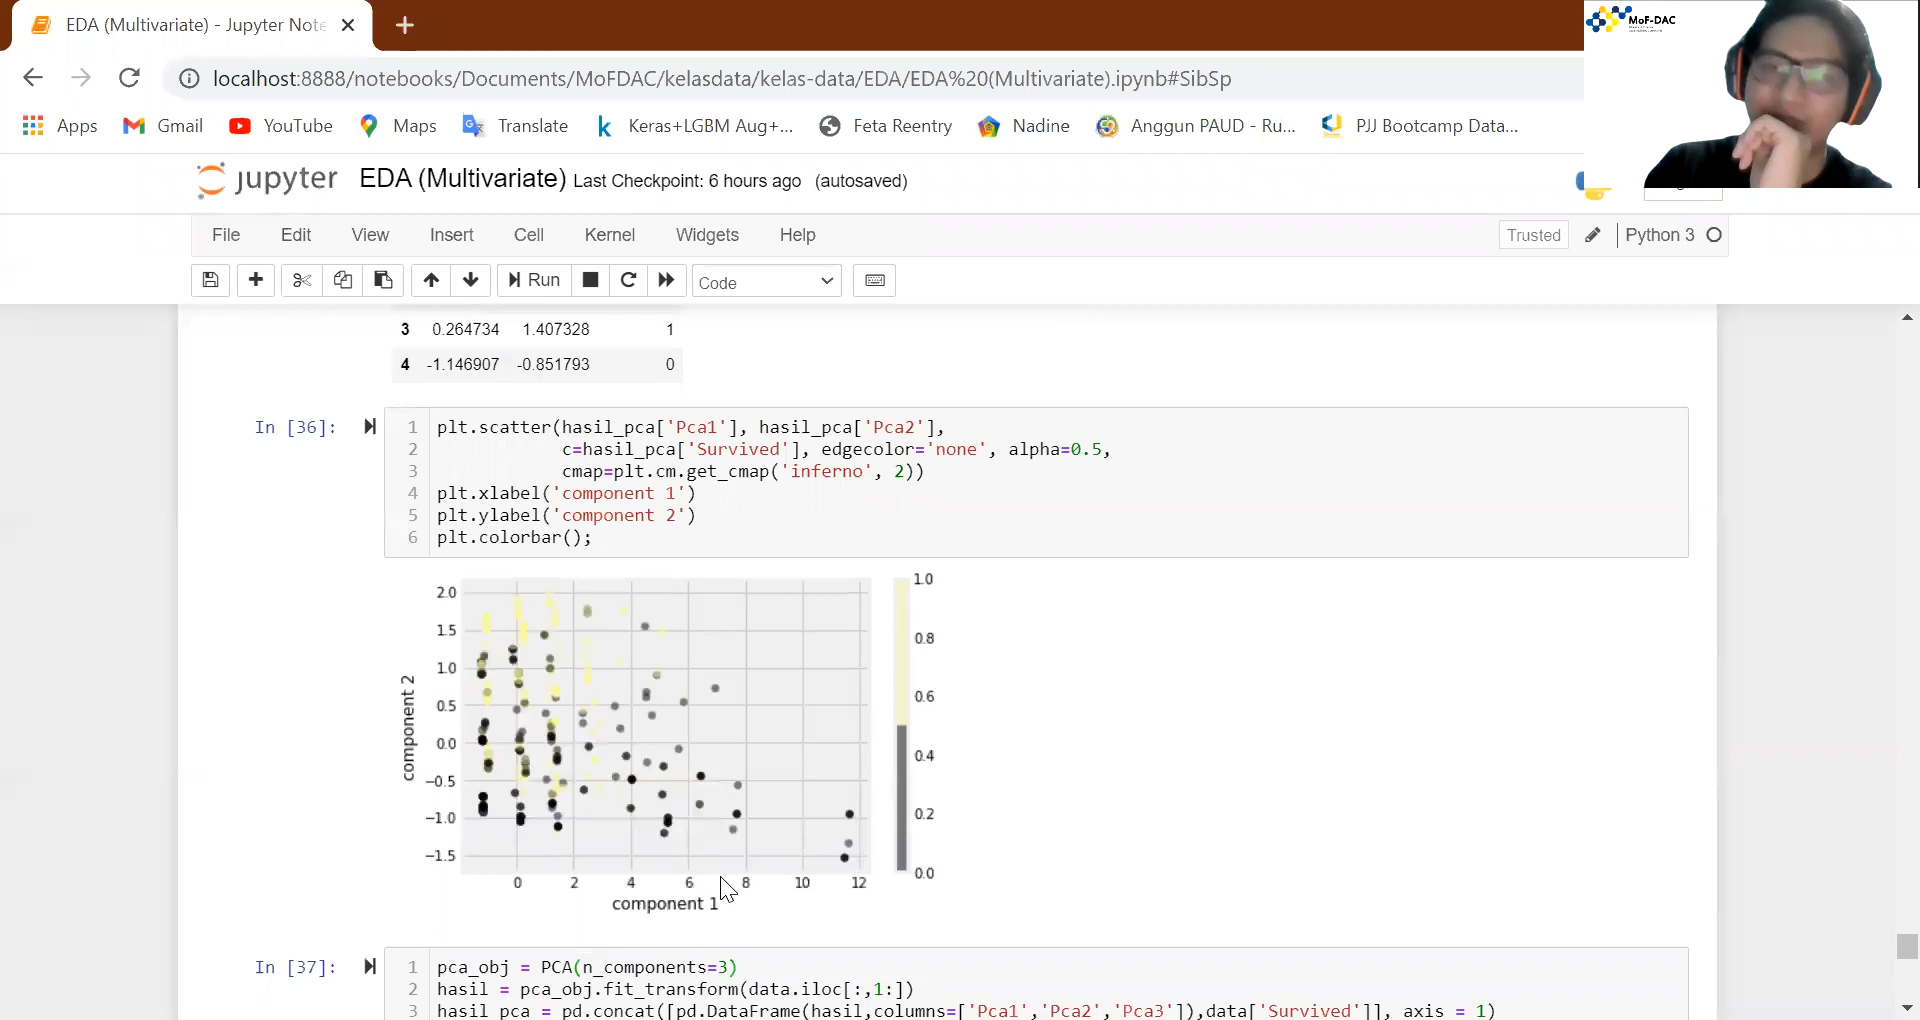 EDA (Multivariate) - Jupyter Note
MoF-DAC
localhost:8888/notebooks/Documents/MoFDAC/kelasdata/kelas-data/EDA/EDA%20(Multivariate).ipynb#SibSp
Apps Gmail YouTube Maps Translate Keras+LGBM Aug+... Feta Reentry Nadine Anggun PAUD - Ru... PJJ Bootcamp Data...
jupyter EDA (Multivariate) Last Checkpoint: 6 hours ago (autosaved)
File Edit View Insert Cell Kernel Widgets Help Trusted Python 3
Run Code
3 0.264734 1.407328 1
4 -1.146907 -0.851793 0
In [36]:
1 plt.scatter(hasil_pca['Pca1'], hasil_pca['Pca2'],
2 c=hasil_pca['Survived'], edgecolor='none', alpha=0.5,
3 cmap=plt.cm.get_cmap('inferno', 2))
4 plt.xlabel('component 1')
5 plt.ylabel('component 2')
6 plt.colorbar();
2.0
1.5
1.0
0.5
0.0
−0.5
−1.0
−1.5
component 2
0 2 4 6 8 10 12
component 1
1.0
0.8
0.6
0.4
0.2
0.0
In [37]:
1 pca_obj = PCA(n_components=3)
2 hasil = pca_obj.fit_transform(data.iloc[:,1:])
3 hasil_pca = pd.concat([pd.DataFrame(hasil,columns=['Pca1','Pca2','Pca3']),data['Survived']], axis = 1)